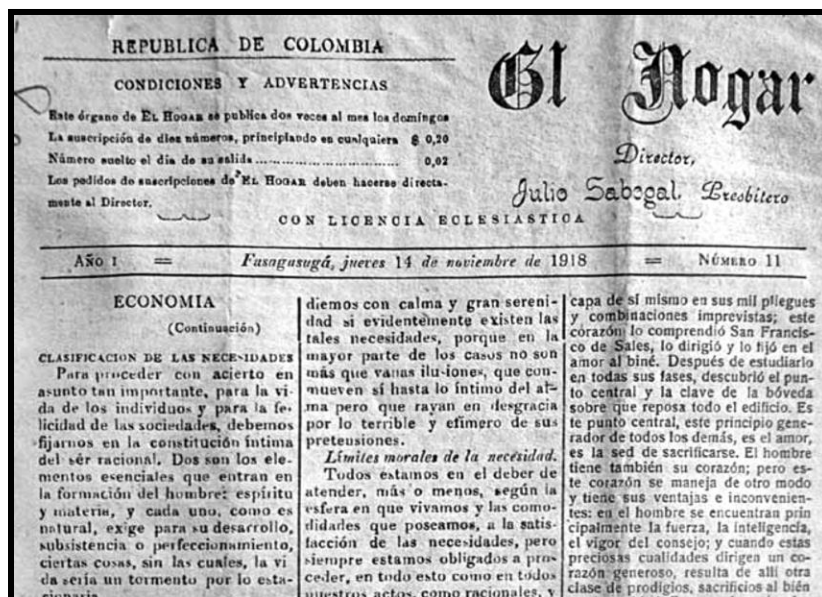 REPUBLICA DE COLOMBIA
CONDICIONES Y ADVERTENCIAS
Este órgano de EL HOGAR se publica dos veces al mes los domingos
La suscripción de diez números, principiando en cualquiera $ 0,20
Número suelto el día de su salida ........................ 0,02
Los pedidos de suscripciones de EL HOGAR deben hacerse directa-
mente al Director.
El Hogar
Director,
Julio Sabogal, Presbítero
CON LICENCIA ECLESIASTICA
AÑO I = Fusagasugá, jueves 14 de noviembre de 1918 = NÚMERO 11
ECONOMIA
(Continuación)
CLASIFICACION DE LAS NECESIDADES
Para proceder con acierto en
asunto tan importante, para la vi-
da de los individuos y para la fe-
licidad de las sociedades, debemos
fijarnos en la constitución íntima
del sér racional. Dos son los ele-
mentos esenciales que entran en
la formación del hombre: espíritu
y materia, y cada uno, como es
natural, exige para su desarrollo,
subsistencia o perfeccionamiento,
ciertas cosas, sin las cuales, la vi
da sería un tormento por lo esta-
cionaria
diemos con calma y gran sereni-
dad si evidentemente existen las
tales necesidades, porque en la
mayor parte de los casos no son
más que vanas ilusiones, que con-
mueven sí hasta lo íntimo del al-
ma pero que rayan en desgracia
por lo terrible y efímero de sus
pretensiones.
Límites morales de la necesidad.
Todos estamos en el deber de
atender, más o menos, según la
esfera en que vivamos y las como-
didades que poseamos, a la satis-
facción de las necesidades, pero
siempre estamos obligados a pro-
ceder, en todo esto como en todos
nuestros actos, como racionales, y
capa de sí mismo en sus mil pliegues
y combinaciones imprevistas; este
corazón lo comprendió San Francis-
co de Sales, lo dirigió y lo fijó en el
amor al biné. Después de estudiarlo
en todas sus fases, descubrió el pun-
to central y la clave de la bóveda
sobre que reposa todo el edificio. Es
te punto central, este principio gene-
rador de todos los demás, es el amor,
es la sed de sacrificarse. El hombre
tiene también su corazón; pero es-
te corazón se maneja de otro modo
y tiene sus ventajas e inconvenien-
tes: en el hombre se encuentran prin
cipalmente la fuerza, la inteligencia,
el vigor del consejo; y cuando estas
preciosas cualidades dirigen un co-
razón generoso, resulta de allí otra
clase de prodigios, sacrificios al bién